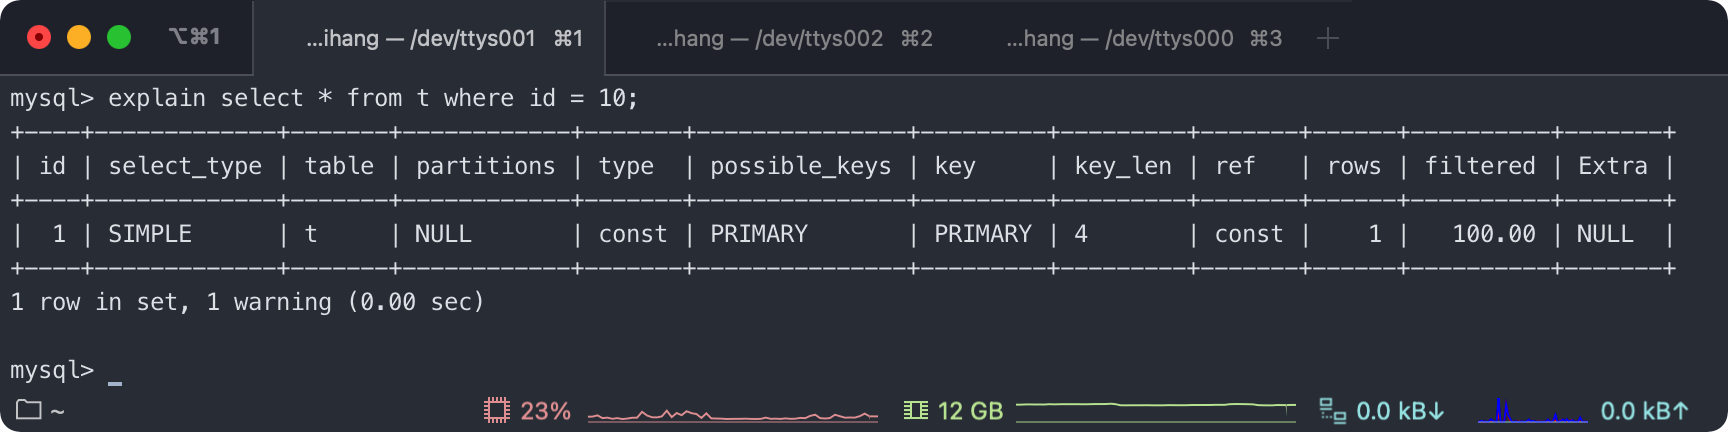 ⌥⌘1 …ihang — /dev/ttys001 ⌘1 …hang — /dev/ttys002 ⌘2 …hang — /dev/ttys000 ⌘3 +
mysql> explain select * from t where id = 10;
+----+-------------+-------+------------+-------+---------------+---------+---------+-------+------+----------+-------+
| id | select_type | table | partitions | type  | possible_keys | key     | key_len | ref   | rows | filtered | Extra |
+----+-------------+-------+------------+-------+---------------+---------+---------+-------+------+----------+-------+
|  1 | SIMPLE      | t     | NULL       | const | PRIMARY       | PRIMARY | 4       | const |    1 |   100.00 | NULL  |
+----+-------------+-------+------------+-------+---------------+---------+---------+-------+------+----------+-------+
1 row in set, 1 warning (0.00 sec)
mysql> _
~ 23% 12 GB 0.0 kB↓ 0.0 kB↑